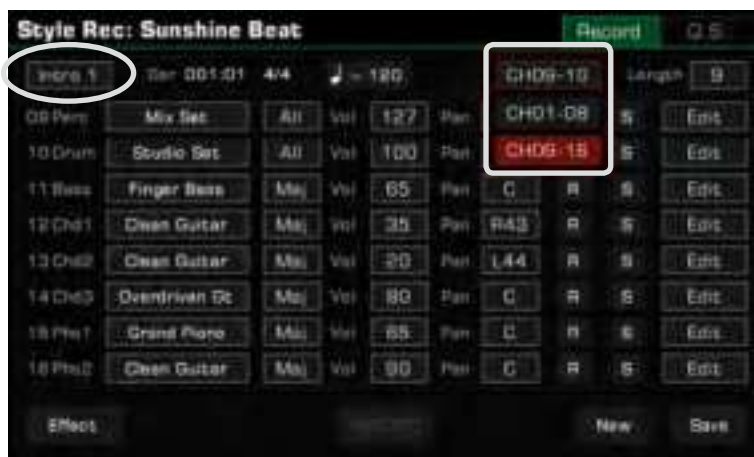 Style Rec: Sunshine Beat Record Q.S.
Intro 1 Bar 001:01 4/4 ♩ = 120 CH09-16 Length 9
CH01-08
CH09-16
09 Perc Mix Set All Vol 127 Pan S Edit
10 Drum Studio Set All Vol 100 Pan S Edit
11 Bass Finger Bass Maj Vol 65 Pan C R S Edit
12 Chd1 Clean Guitar Maj Vol 35 Pan R43 R S Edit
13 Chd2 Clean Guitar Maj Vol 20 Pan L44 R S Edit
14 Chd3 Overdriven Gt Maj Vol 80 Pan C R S Edit
15 Pha1 Grand Piano Maj Vol 65 Pan C R S Edit
16 Pha2 Clean Guitar Maj Vol 90 Pan C R S Edit
Effect New Save